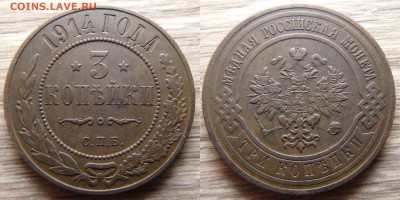 COINS.LAVE.RU
1914 ГОДА
3
КОПѢЙКИ
С.П.Б.
МѢДНАЯ РОССІЙСКАЯ МОНЕТА
ТРИ КОПѢЙКИ